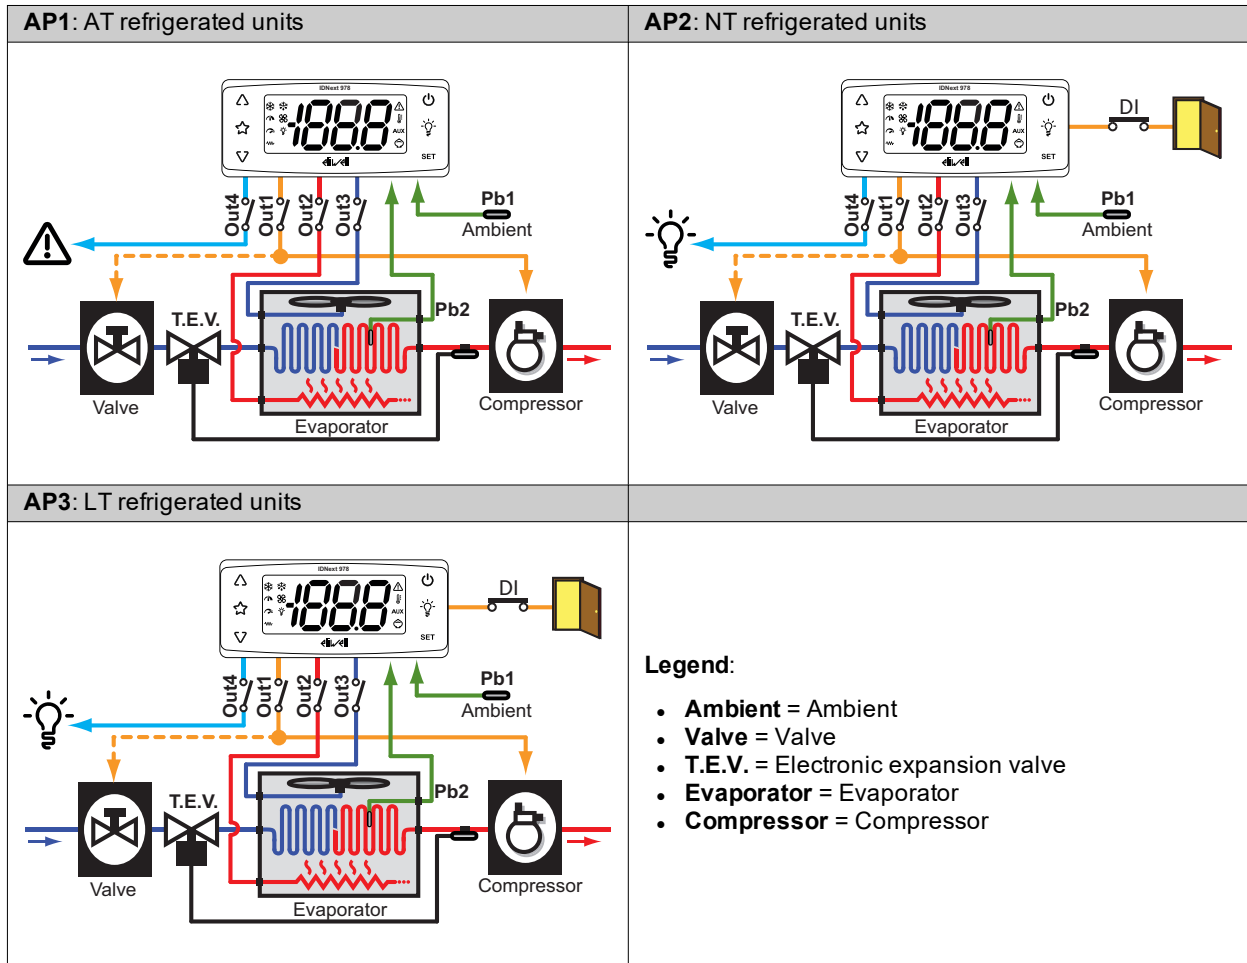 AP1: AT refrigerated units
IDNext 978
188.8
AUX
SET
eliwell
Out4
Out1
Out2
Out3
Pb1
Ambient
Pb2
T.E.V.
Valve
Evaporator
Compressor
AP2: NT refrigerated units
IDNext 978
188.8
AUX
SET
eliwell
DI
Out4
Out1
Out2
Out3
Pb1
Ambient
Pb2
T.E.V.
Valve
Evaporator
Compressor
AP3: LT refrigerated units
IDNext 978
188.8
AUX
SET
eliwell
DI
Out4
Out1
Out2
Out3
Pb1
Ambient
Pb2
T.E.V.
Valve
Evaporator
Compressor
Legend:
• Ambient = Ambient
• Valve = Valve
• T.E.V. = Electronic expansion valve
• Evaporator = Evaporator
• Compressor = Compressor